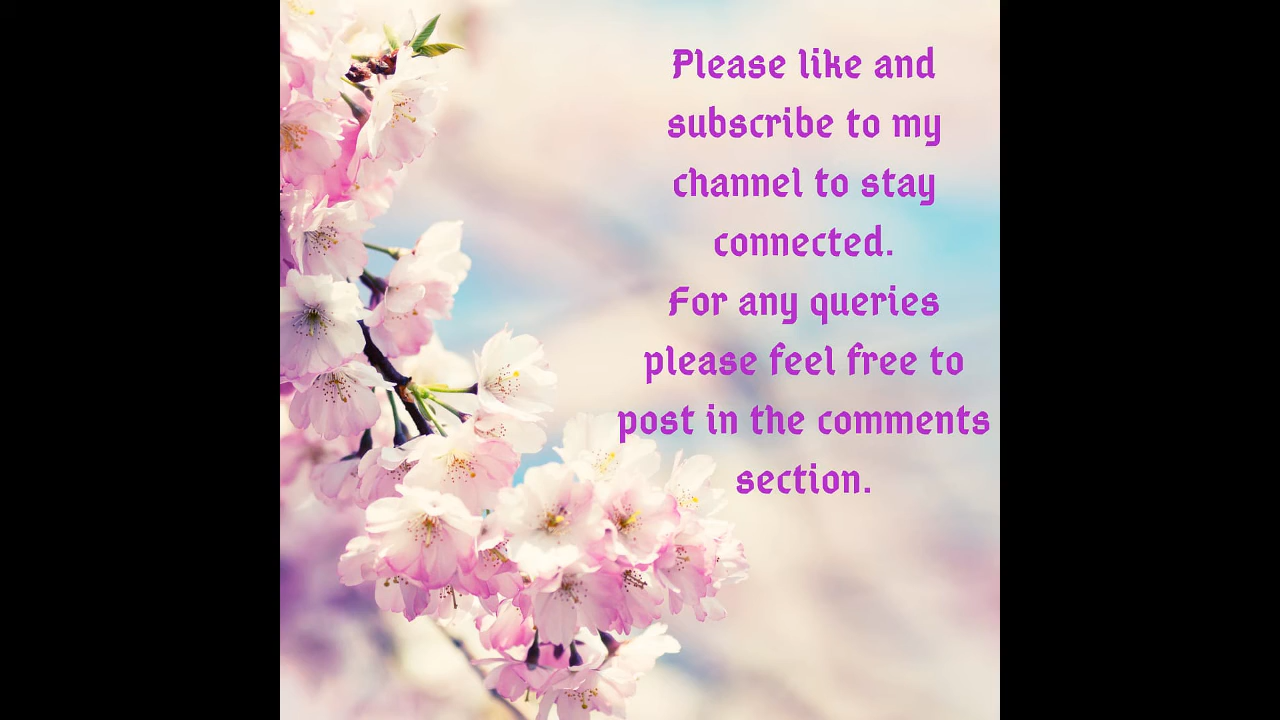 Please like and
subscribe to my
channel to stay
connected.
For any queries
please feel free to
post in the comments
section.